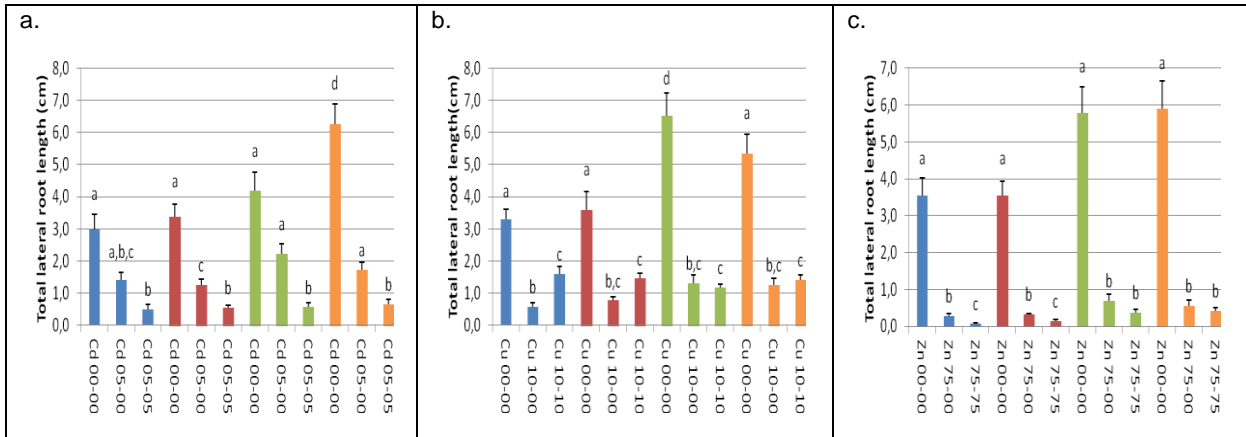 a.
Total lateral root length(cm)
8,0
7,0
6,0
5,0
4,0
3,0
2,0
1,0
0,0
a
a,b,c
b
a
c
b
a
a
b
d
a
b
Cd 00-00
Cd 05-00
Cd 05-05
Cd 00-00
Cd 05-00
Cd 05-05
Cd 00-00
Cd 05-00
Cd 05-05
Cd 00-00
Cd 05-00
Cd 05-05
b.
Total lateral root length(cm)
8,0
7,0
6,0
5,0
4,0
3,0
2,0
1,0
0,0
a
b
c
a
b,c
c
d
b,c
c
a
b,c
c
Cu 00-00
Cu 10-00
Cu 10-10
Cu 00-00
Cu 10-00
Cu 10-10
Cu 00-00
Cu 10-00
Cu 10-10
Cu 00-00
Cu 10-00
Cu 10-10
c.
Total lateral root length (cm)
7,0
6,0
5,0
4,0
3,0
2,0
1,0
0,0
a
b
c
a
b
c
a
b
b
a
b
b
Zn 00-00
Zn 75-00
Zn 75-75
Zn 00-00
Zn 75-00
Zn 75-75
Zn 00-00
Zn 75-00
Zn 75-75
Zn 00-00
Zn 75-00
Zn 75-75